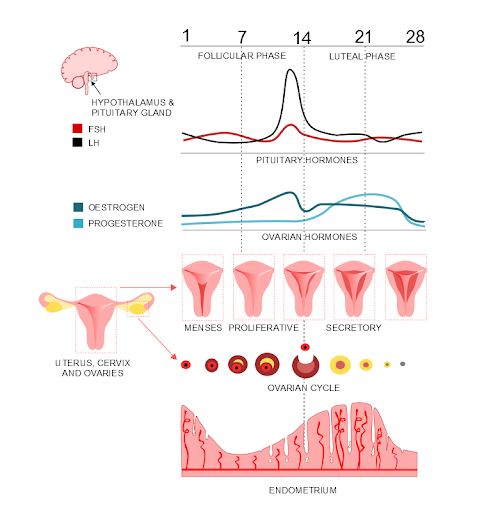 1 7 14 21 28
FOLLICULAR PHASE LUTEAL PHASE
HYPOTHALAMUS &
PITUITARY GLAND
FSH
LH
PITUITARY HORMONES
OESTROGEN
PROGESTERONE
OVARIAN HORMONES
MENSES PROLIFERATIVE SECRETORY
UTERUS, CERVIX
AND OVARIES
OVARIAN CYCLE
ENDOMETRIUM